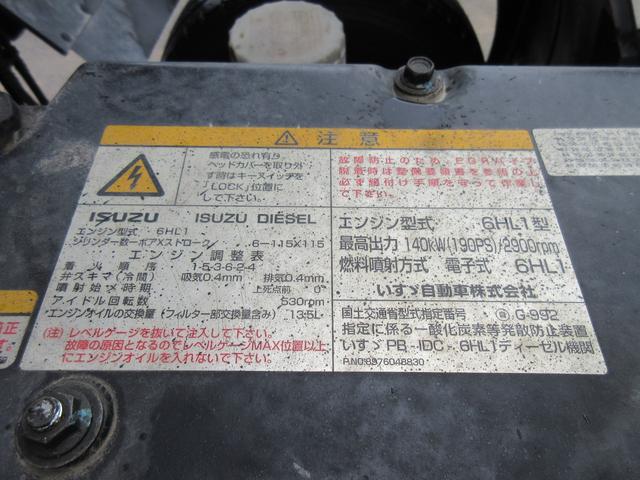 注意
感電の恐れ有り
ヘッドカバーを取り外
す時はキースイッチを
「LOCK」位置に
して下さい。
故障防止のため、EGRパイプ
脱着時は整備要領書を参照の上
必ず締付け手順を守って作業し
て下さい。
ISUZU ISUZU DIESEL
エンジン型式 6HL1
シリンダ数-ボアXストローク 6-115X115
エンジン調整表
着火順序 1-5-3-6-2-4
弁スキマ(冷間) 吸気0.4mm 排気0.4mm
噴射始メ時期 上死点前 0°
アイドル回転数 530rpm
エンジンオイルの交換量(フィルター部交換量含み) 13.5L
(注)レベルゲージを抜いて注入して下さい。
故障の原因となるのでレベルゲージMAX位置以上
にエンジンオイルを入れないで下さい。
エンジン型式 6HL1型
最高出力 140kW(190PS)/2900rpm
燃料噴射方式 電子式 6HL1
いすゞ自動車株式会社
国土交通省型式指定番号 G-992
指定に係る一酸化炭素等発散防止装置
いすゞPB-IDC-6HL1ディーゼル機関
P.NO.8976048830